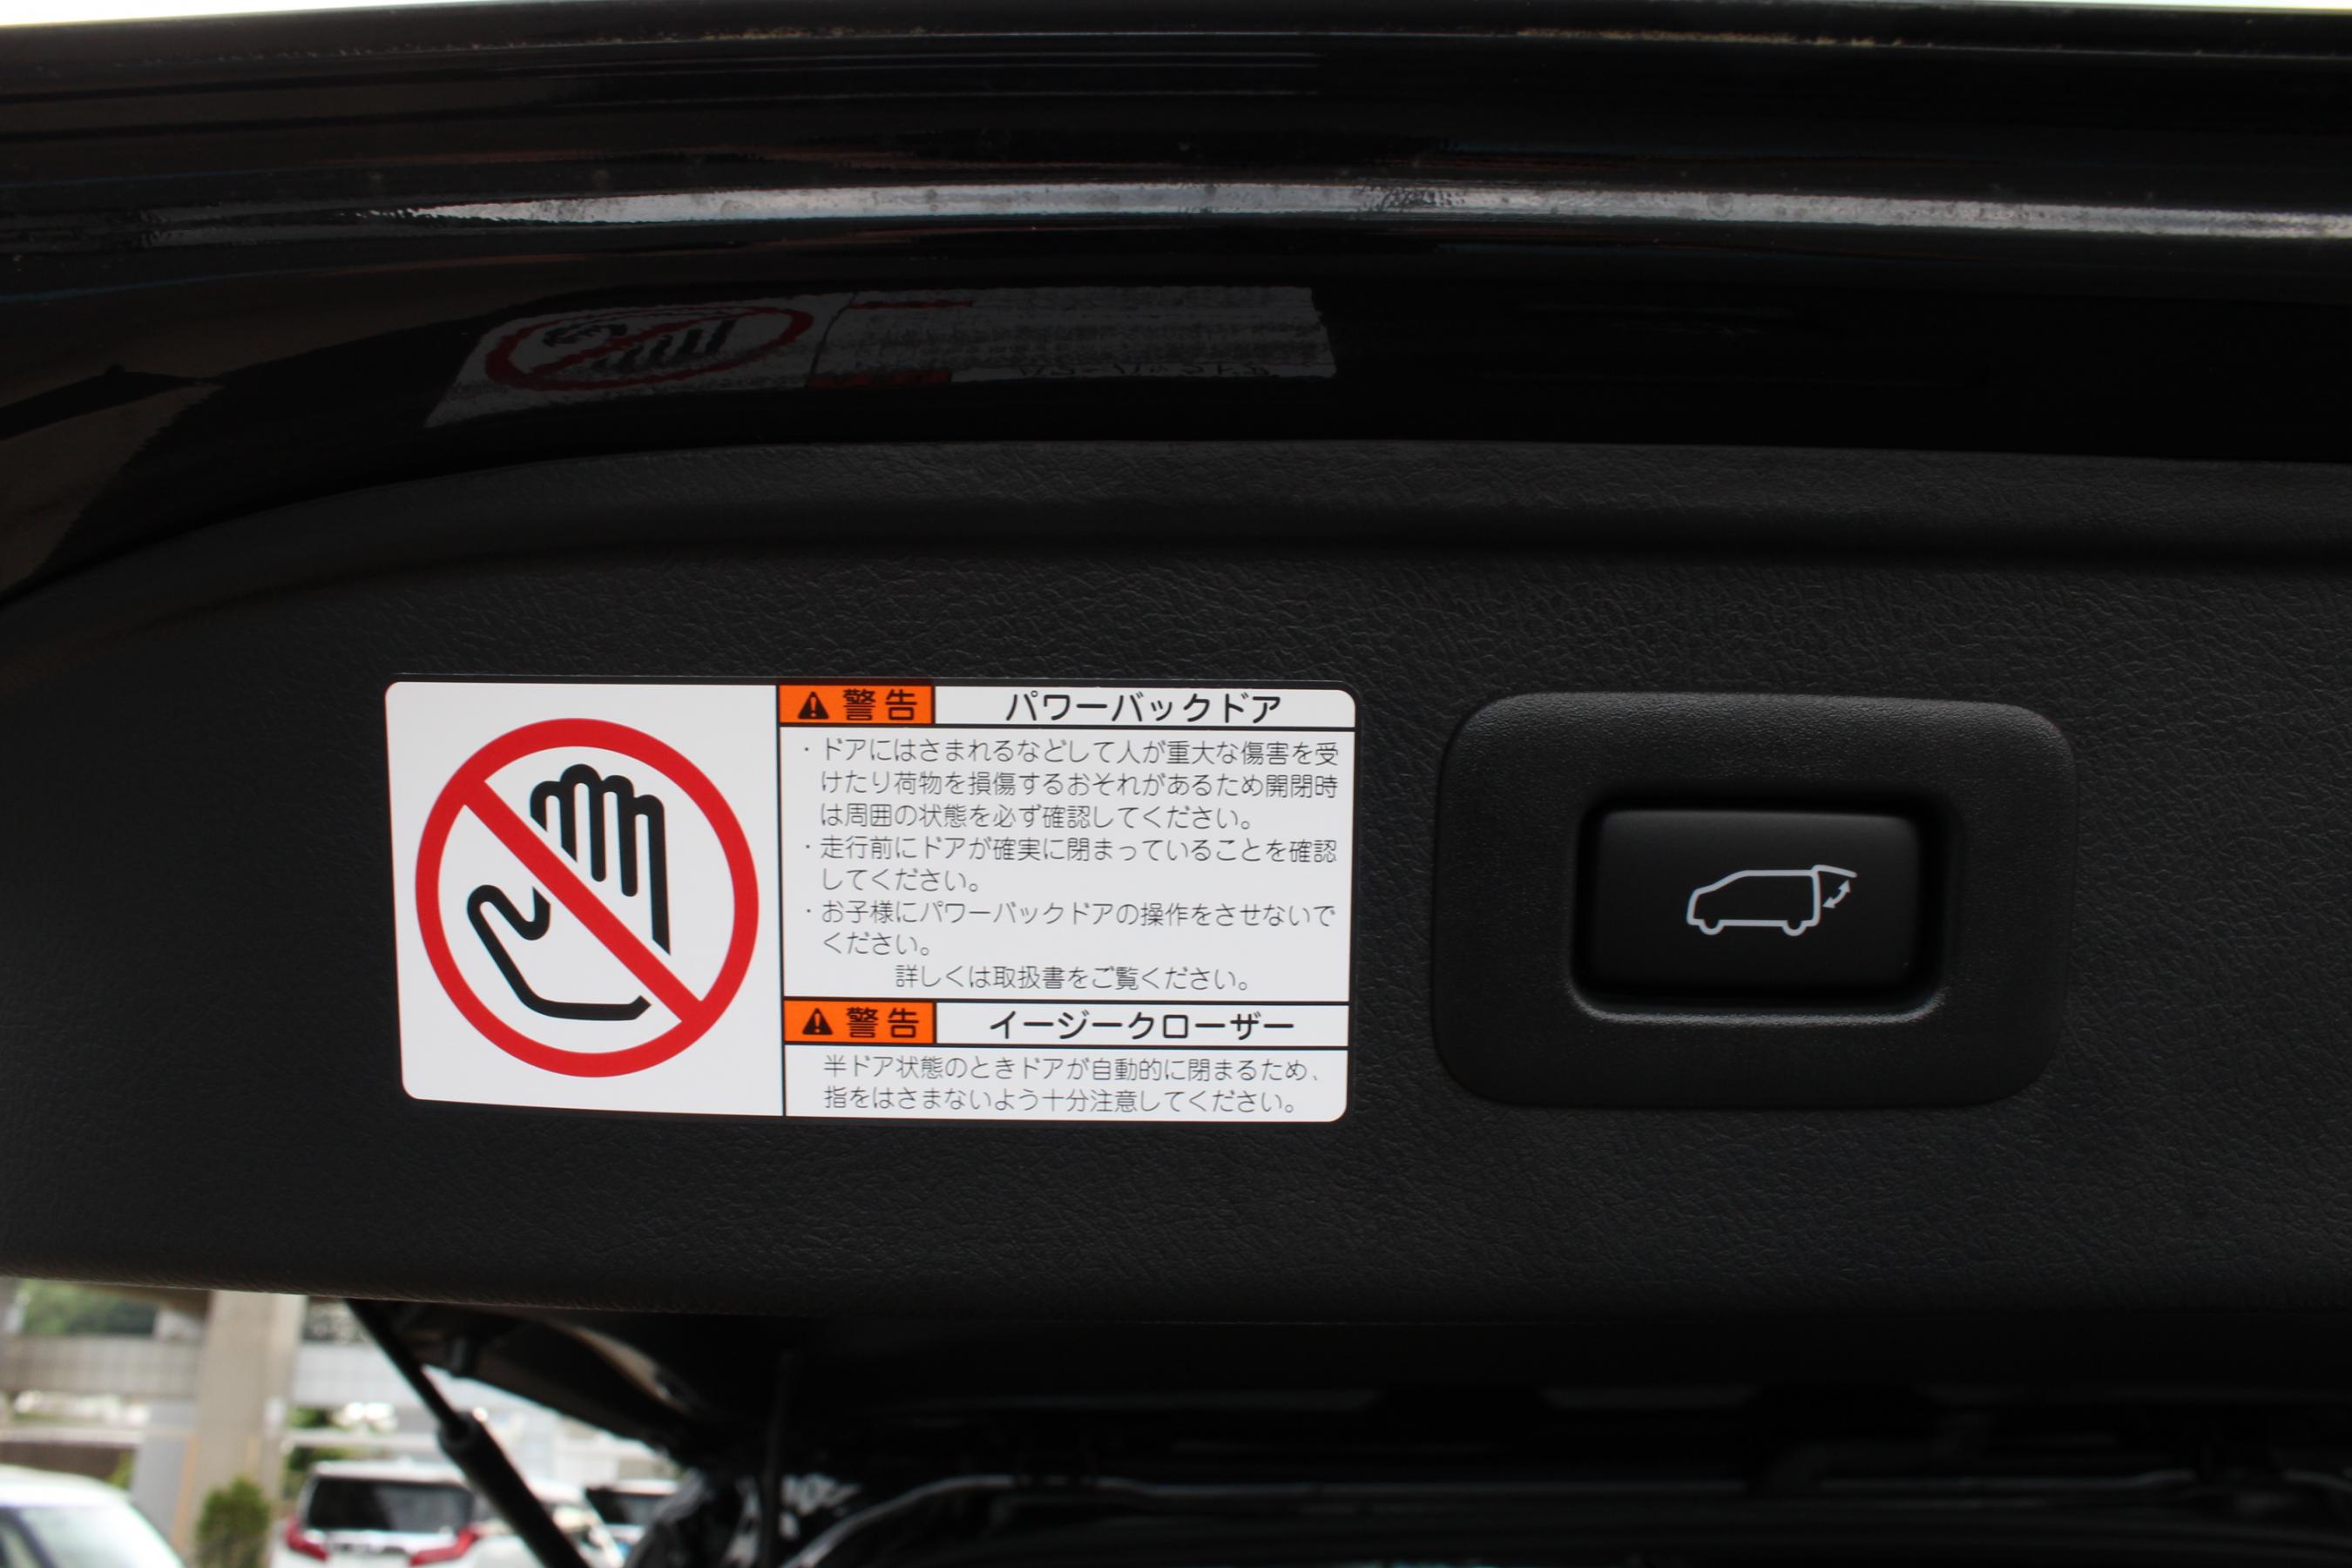 警告 パワーバックドア
・ドアにはさまれるなどして人が重大な傷害を受
けたり荷物を損傷するおそれがあるため開閉時
は周囲の状態を必ず確認してください。
・走行前にドアが確実に閉まっていることを確認
してください。
・お子様にパワーバックドアの操作をさせないで
ください。
詳しくは取扱書をご覧ください。
警告 イージークローザー
半ドア状態のときドアが自動的に閉まるため、
指をはさまないよう十分注意してください。